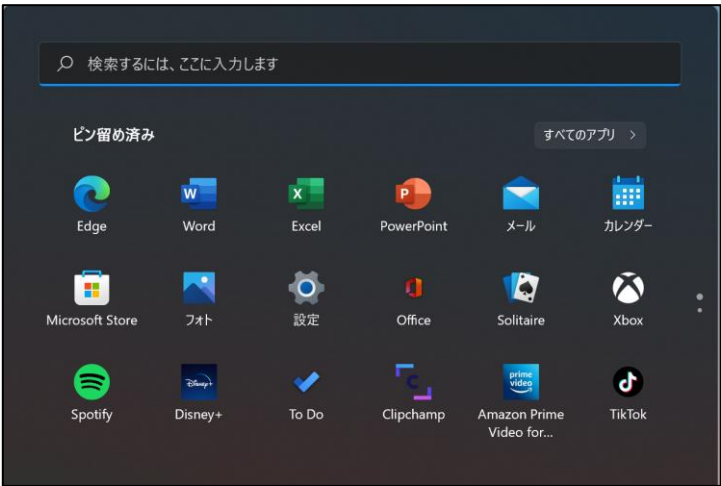 検索するには、ここに入力します
ピン留め済み
すべてのアプリ >
Edge
Word
Excel
PowerPoint
メール
カレンダー
Microsoft Store
フォト
設定
Office
Solitaire
Xbox
Spotify
Disney+
To Do
Clipchamp
Amazon Prime
Video for...
TikTok
W
X
P
Disney+
prime
video